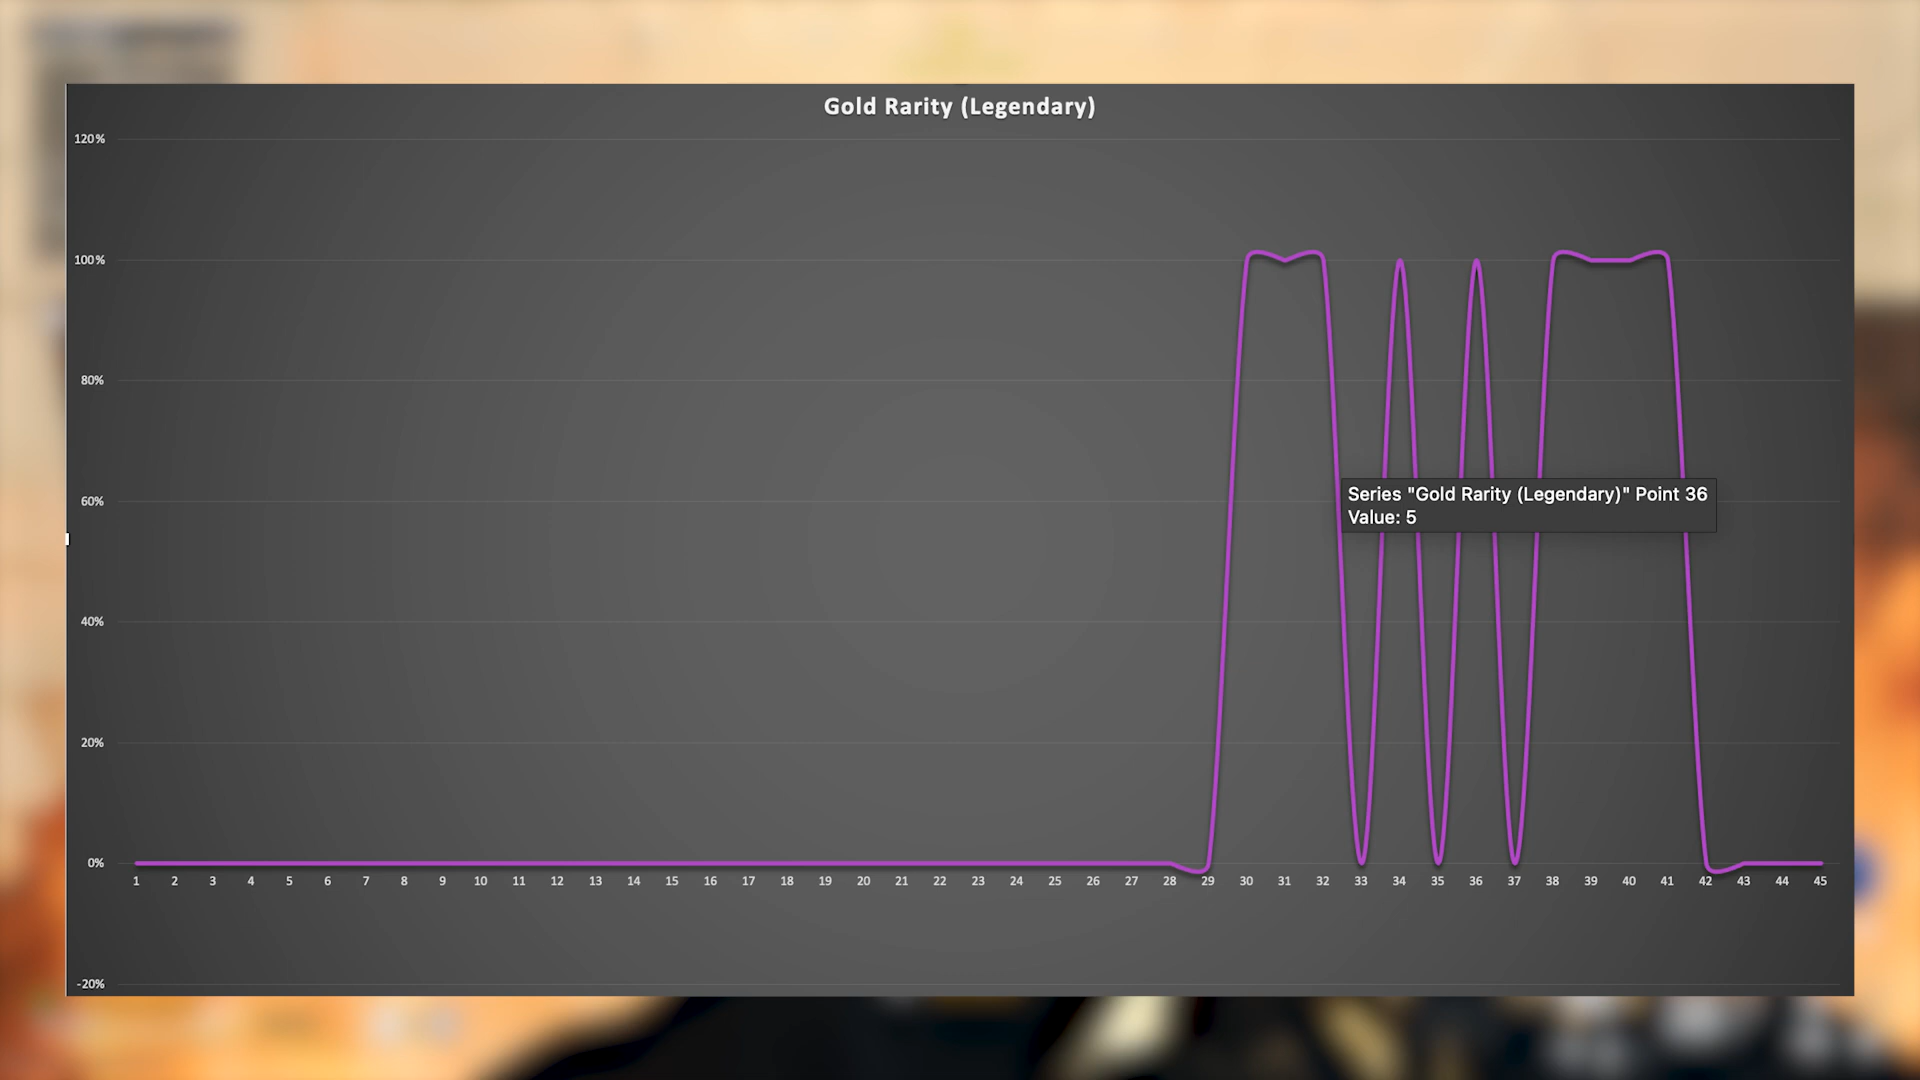 Gold Rarity (Legendary)
120%
100%
80%
60%
Series "Gold Rarity (Legendary)" Point 36
Value: 5
40%
20%
0%
1 2 3 4 5 6 7 8 9 10 11 12 13 14 15 16 17 18 19 20 21 22 23 24 25 26 27 28 29 30 31 32 33 34 35 36 37 38 39 40 41 42 43 44 45
-20%